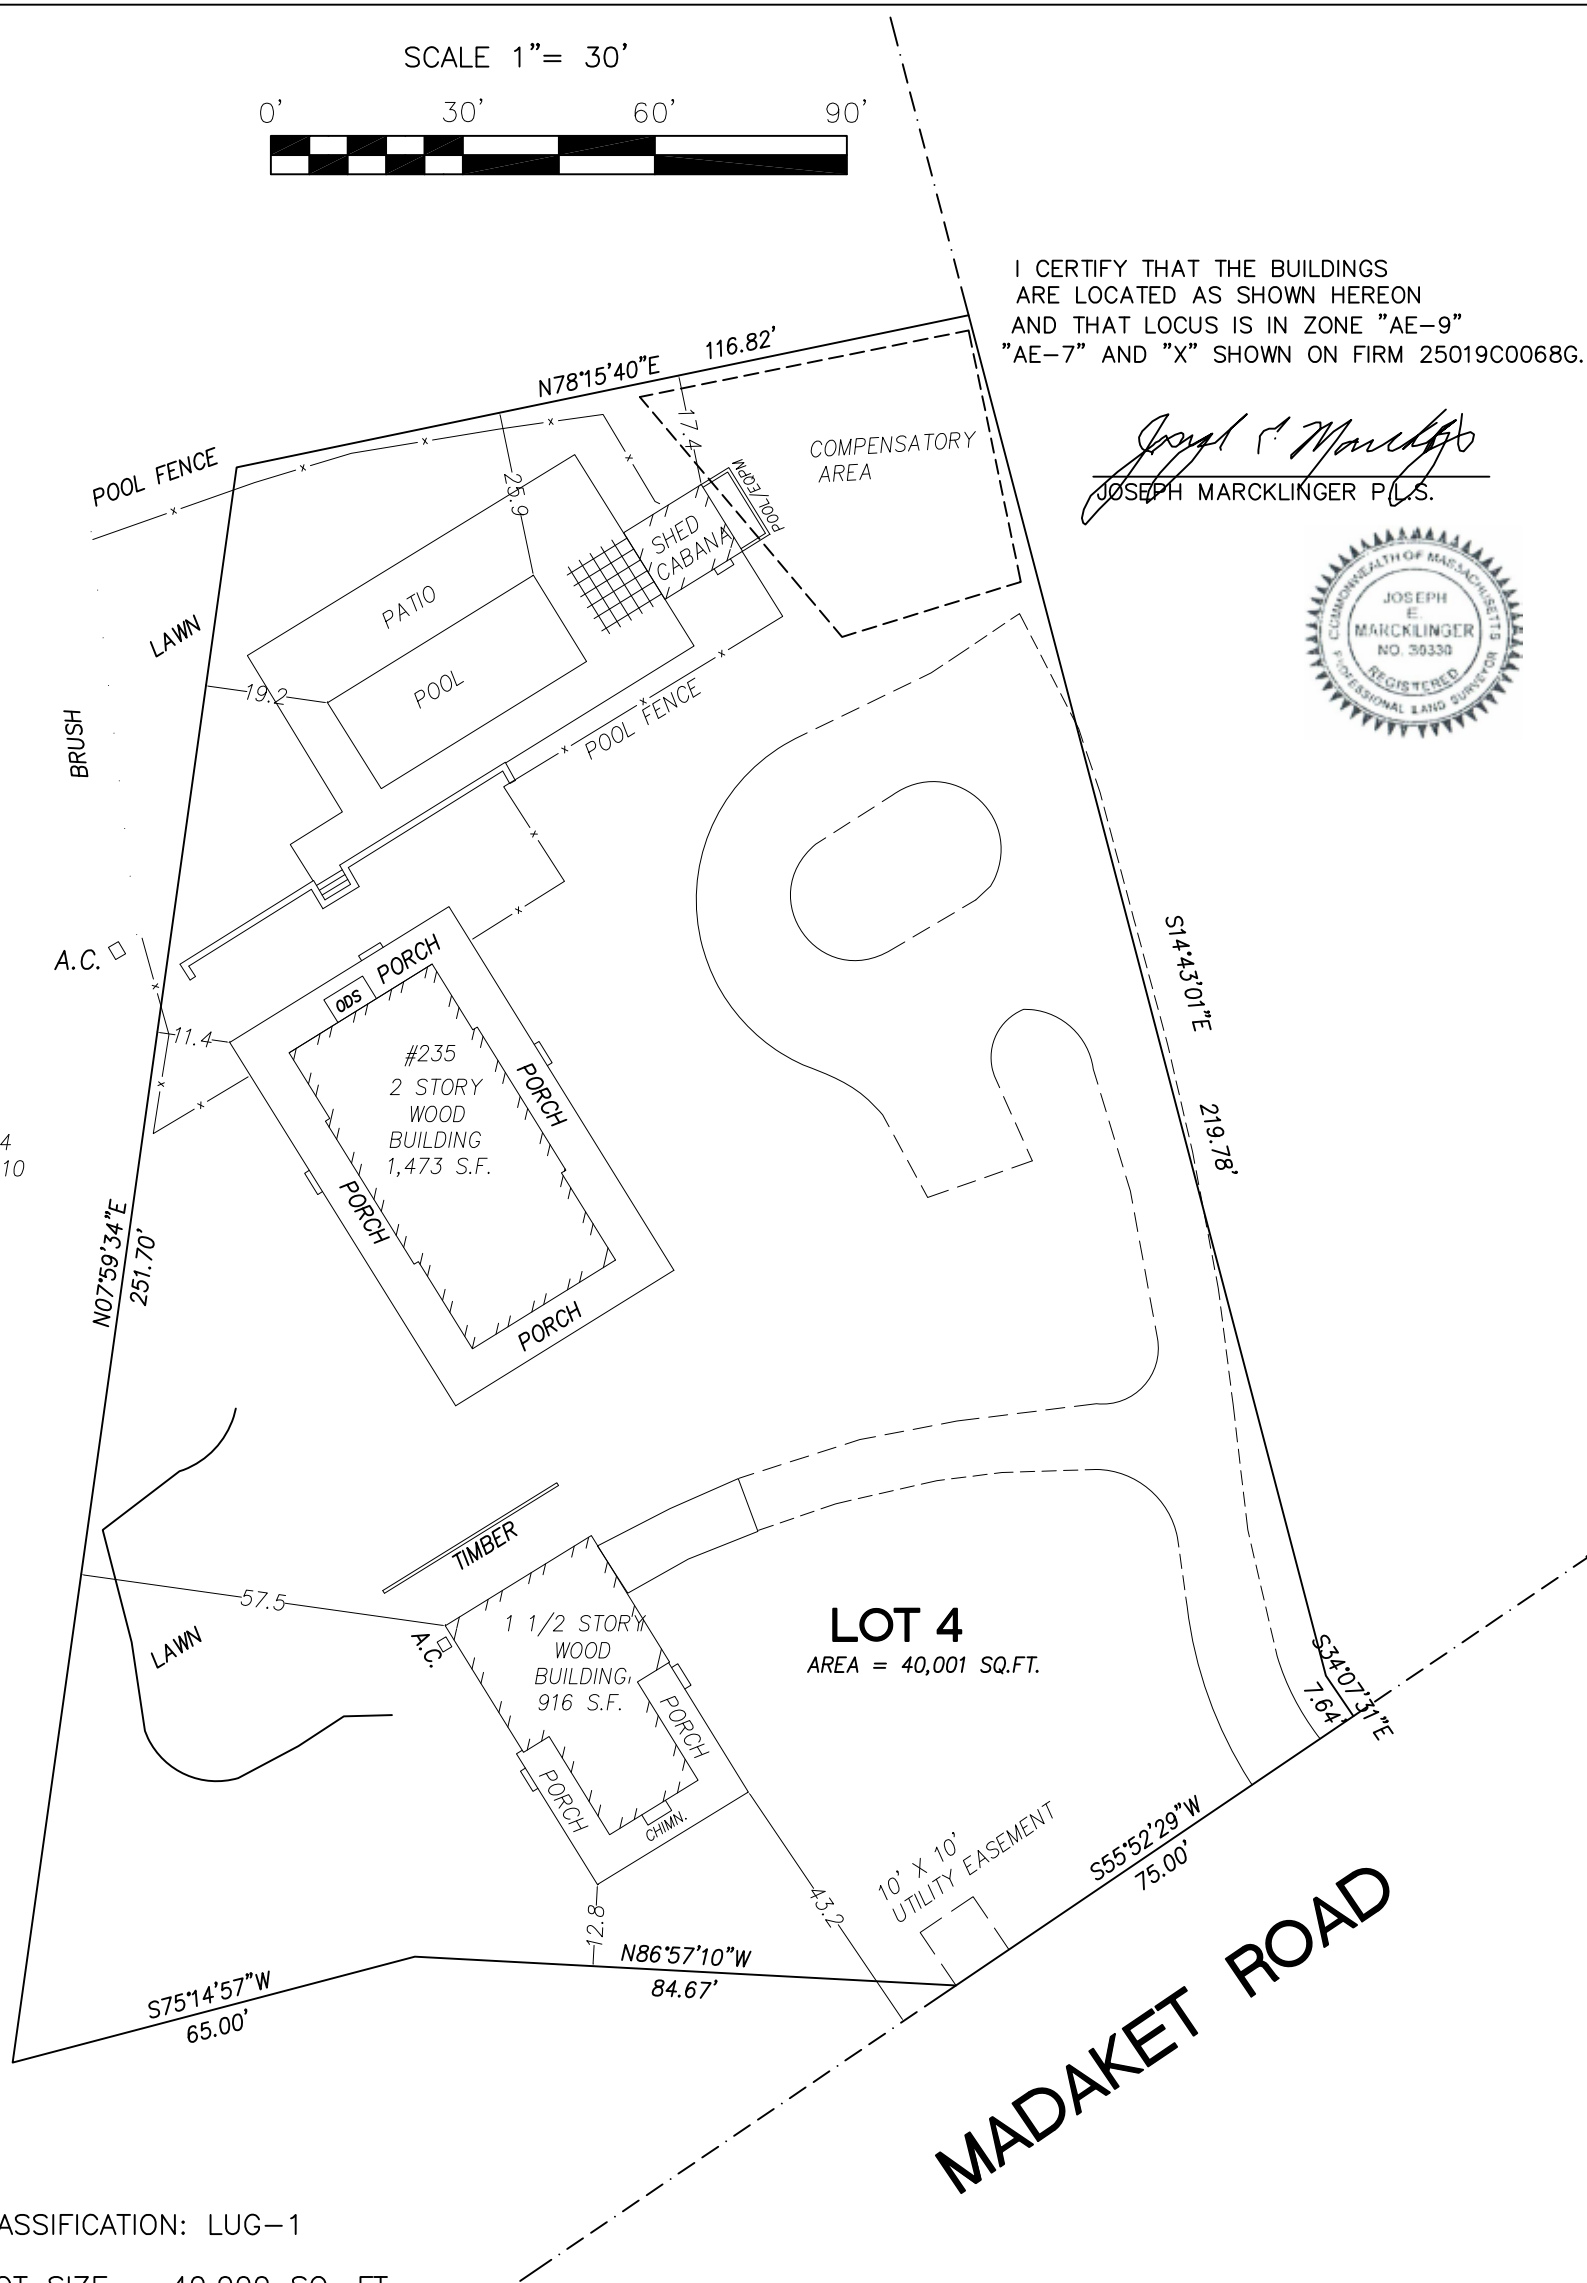 SCALE 1"= 30'
0' 30' 60' 90'
I CERTIFY THAT THE BUILDINGS
ARE LOCATED AS SHOWN HEREON
AND THAT LOCUS IS IN ZONE "AE-9"
"AE-7" AND "X" SHOWN ON FIRM 25019C0068G.
JOSEPH MARCKLINGER P.L.S.
COMMONWEALTH OF MASSACHUSETTS
JOSEPH
E.
MARCKLINGER
NO. 30330
REGISTERED
PROFESSIONAL LAND SURVEYOR
N78°15'40"E 116.82'
POOL FENCE
17.4
COMPENSATORY
AREA
25.9
POOL/EQPM
SHED
CABANA
PATIO
LAWN
POOL
19.2
POOL FENCE
BRUSH
A.C.
PORCH
ODS
11.4
#235
2 STORY
WOOD
BUILDING
1,473 S.F.
PORCH
PORCH
PORCH
S14°43'01"E
219.78'
4
10
N07°59'34"E
251.70'
TIMBER
57.5
1 1/2 STORY
WOOD
BUILDING
916 S.F.
A.C.
LAWN
PORCH
PORCH
CHIMN.
LOT 4
AREA = 40,001 SQ.FT.
S34°07'31"E
7.64'
10' X 10'
UTILITY EASEMENT
S55°52'29"W
75.00'
43.2
12.8
N86°57'10"W
84.67'
S75°14'57"W
65.00'
MADAKET ROAD
ASSIFICATION: LUG-1